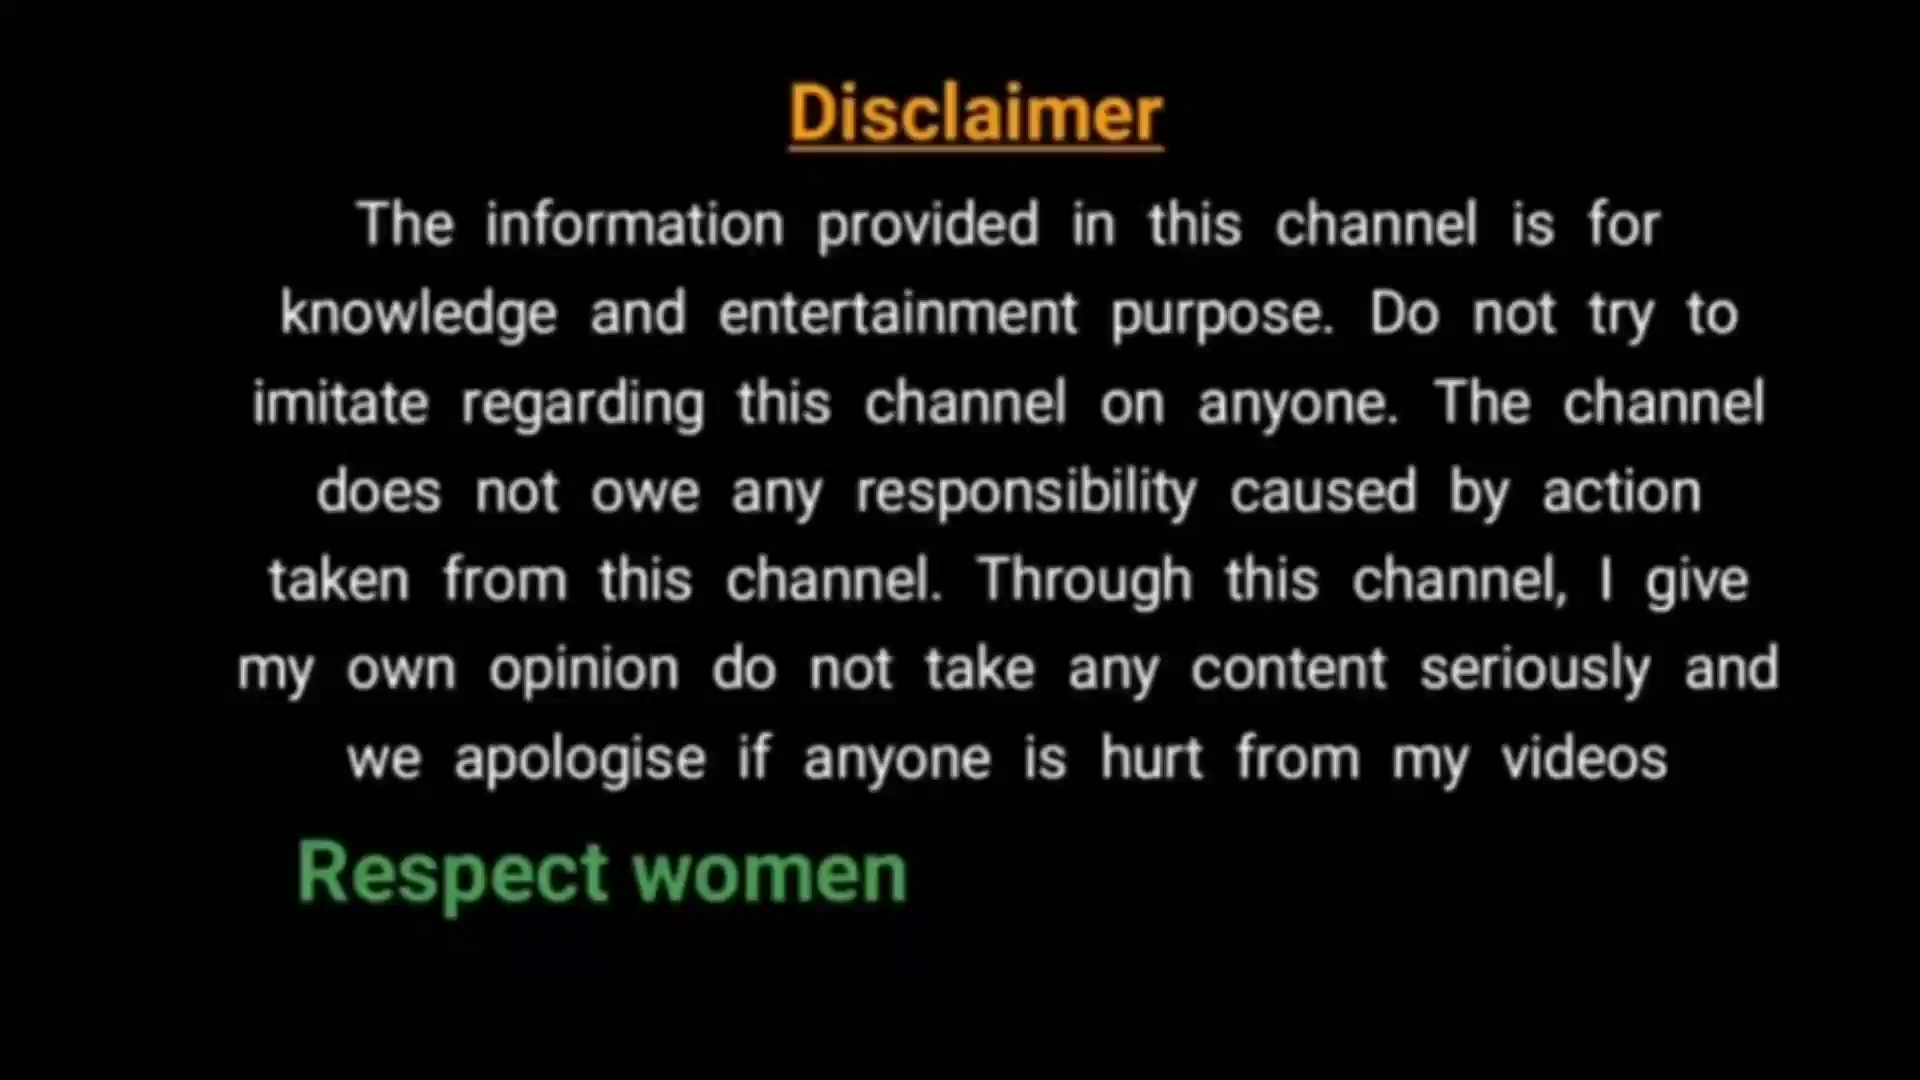 Disclaimer
The information provided in this channel is for
knowledge and entertainment purpose. Do not try to
imitate regarding this channel on anyone. The channel
does not owe any responsibility caused by action
taken from this channel. Through this channel, I give
my own opinion do not take any content seriously and
we apologise if anyone is hurt from my videos
Respect women